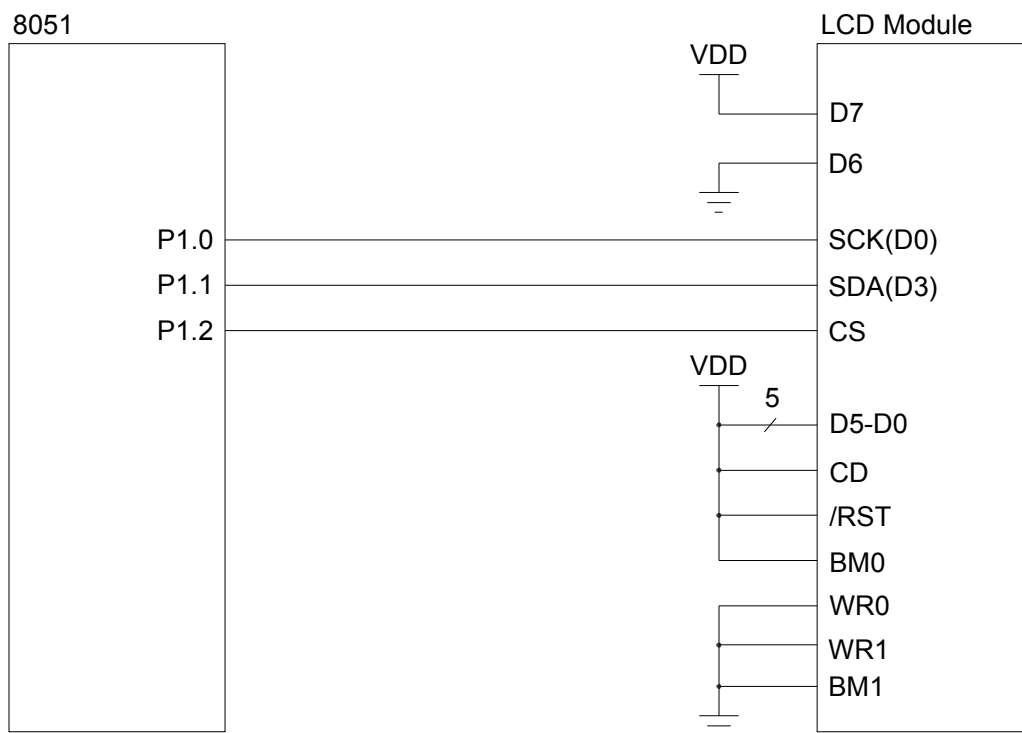 8051
LCD Module
VDD
D7
D6
P1.0
SCK(D0)
P1.1
SDA(D3)
P1.2
CS
VDD
5
D5-D0
CD
/RST
BM0
WR0
WR1
BM1